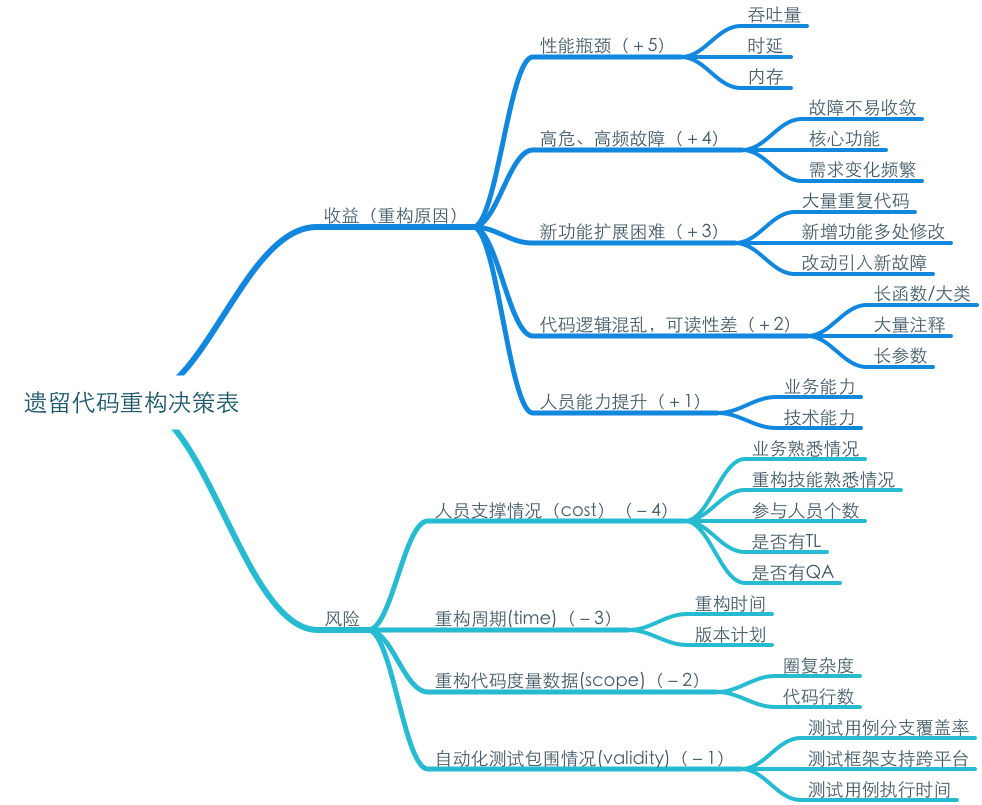 遗留代码重构决策表
收益（重构原因）
性能瓶颈（＋5）
吞吐量
时延
内存
高危、高频故障（＋4）
故障不易收敛
核心功能
需求变化频繁
新功能扩展困难（＋3）
大量重复代码
新增功能多处修改
改动引入新故障
代码逻辑混乱，可读性差（＋2）
长函数/大类
大量注释
长参数
人员能力提升（＋1）
业务能力
技术能力
风险
人员支撑情况（cost）（－4）
业务熟悉情况
重构技能熟悉情况
参与人员个数
是否有TL
是否有QA
重构周期(time)（－3）
重构时间
版本计划
重构代码度量数据(scope)（－2）
圈复杂度
代码行数
自动化测试包围情况(validity)（－1）
测试用例分支覆盖率
测试框架支持跨平台
测试用例执行时间